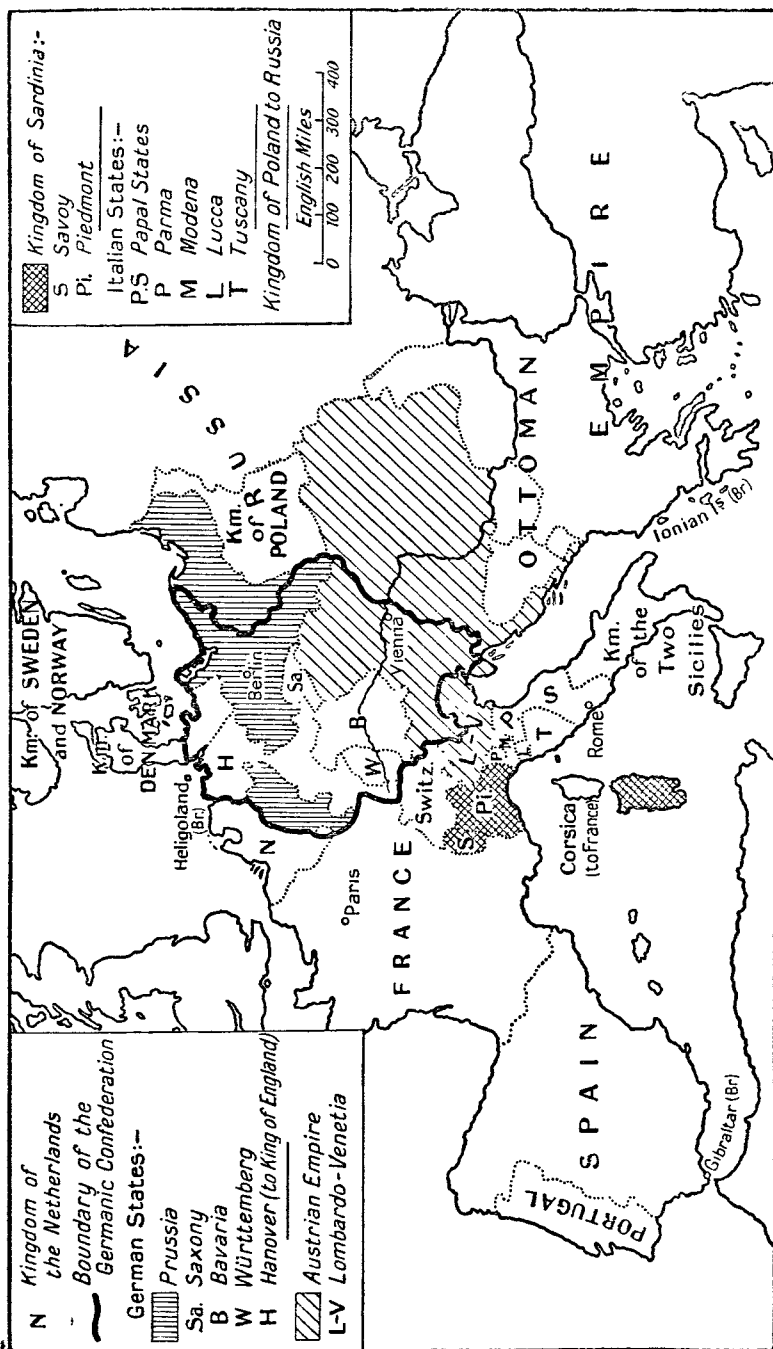 N Kingdom of
the Netherlands
Boundary of the
Germanic Confederation
German States:-
Prussia
Sa. Saxony
B Bavaria
W Württemberg
H Hanover (to King of England)
Austrian Empire
L-V Lombardo-Venetia
Kingdom of Sardinia:-
S Savoy
Pi. Piedmont
Italian States:-
P.S Papal States
P Parma
M Modena
L Lucca
T Tuscany
Kingdom of Poland to Russia
English Miles
0 100 200 300 400
Km. of SWEDEN
and NORWAY
Km.
of
DENMARK
Heligoland
(Br.)
H
N
Berlin
Sa.
Km.
of
POLAND
RUSSIA
Paris
W
B
Vienna
FRANCE
Switz.
S
Pi
L-V
P.
M.
L
T
P
S
Rome
Corsica
(to France)
Km.
of the
Two
Sicilies
OTTOMAN
EMPIRE
Ionian Is (Br)
SPAIN
PORTUGAL
Gibraltar (Br)